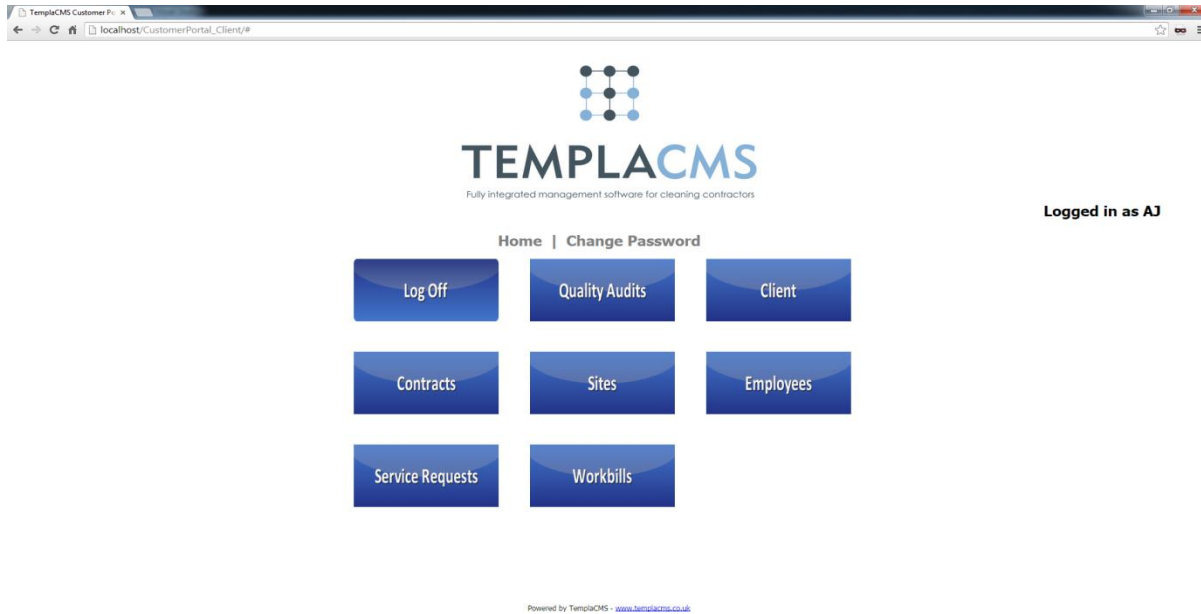 TemplaCMS Customer Po
localhost/CustomerPortal_Client/#
TEMPLACMS
Fully integrated management software for cleaning contractors
Logged in as AJ
Home | Change Password
Log Off
Quality Audits
Client
Contracts
Sites
Employees
Service Requests
Workbills
Powered by TemplaCMS - www.templacms.co.uk